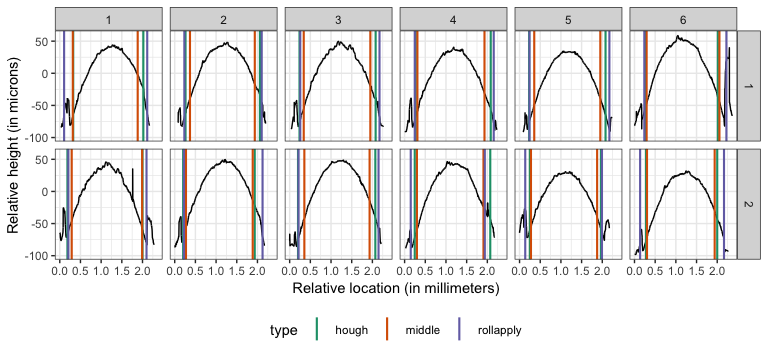 1 2 3 4 5 6
50
0
-50
-100
1
50
0
-50
-100
2
Relative height (in microns)
0.0 0.5 1.0 1.5 2.0 0.0 0.5 1.0 1.5 2.0 0.0 0.5 1.0 1.5 2.0 0.0 0.5 1.0 1.5 2.0 0.0 0.5 1.0 1.5 2.0 0.0 0.5 1.0 1.5 2.0
Relative location (in millimeters)
type hough middle rollapply